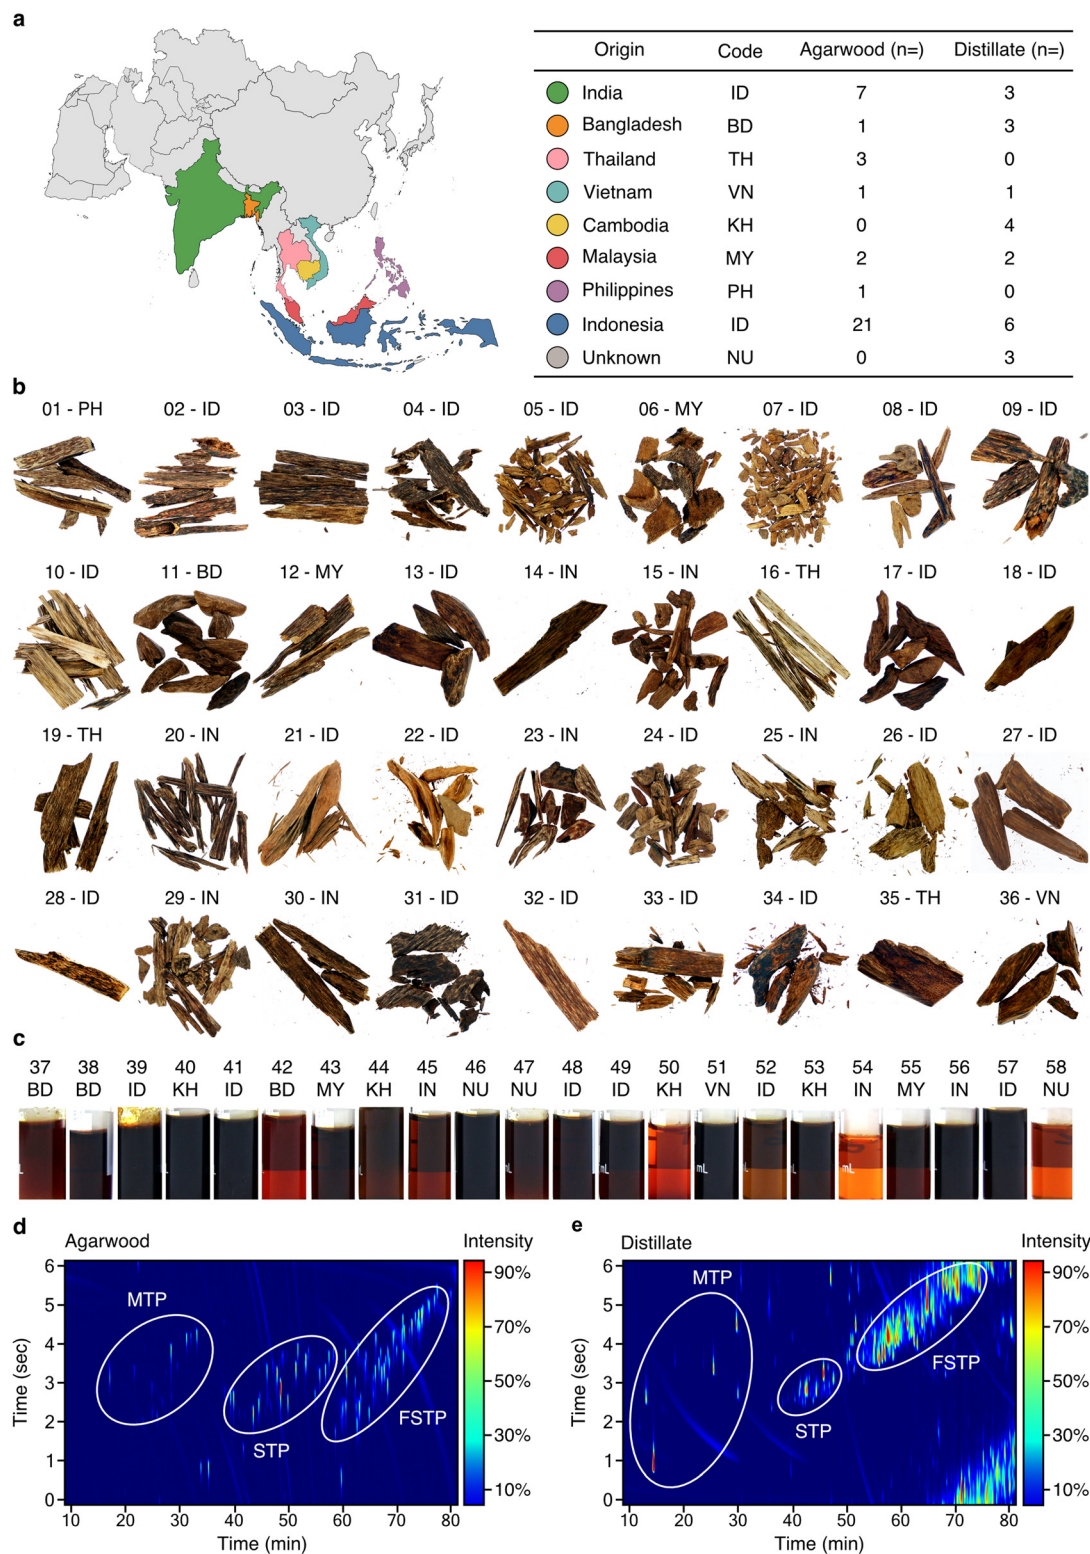 a
Origin Code Agarwood (n=) Distillate (n=)
India ID 7 3
Bangladesh BD 1 3
Thailand TH 3 0
Vietnam VN 1 1
Cambodia KH 0 4
Malaysia MY 2 2
Philippines PH 1 0
Indonesia ID 21 6
Unknown NU 0 3
b
01 - PH 02 - ID 03 - ID 04 - ID 05 - ID 06 - MY 07 - ID 08 - ID 09 - ID
10 - ID 11 - BD 12 - MY 13 - ID 14 - IN 15 - IN 16 - TH 17 - ID 18 - ID
19 - TH 20 - IN 21 - ID 22 - ID 23 - IN 24 - ID 25 - IN 26 - ID 27 - ID
28 - ID 29 - IN 30 - IN 31 - ID 32 - ID 33 - ID 34 - ID 35 - TH 36 - VN
c
37 38 39 40 41 42 43 44 45 46 47 48 49 50 51 52 53 54 55 56 57 58
BD BD ID KH ID BD MY KH IN NU NU ID ID KH VN ID KH IN MY IN ID NU
mL mL mL
d
Agarwood
Intensity
6
5
4
3
2
1
0
Time (sec)
MTP
STP
FSTP
90%
70%
50%
30%
10%
10 20 30 40 50 60 70 80
Time (min)
e
Distillate
Intensity
6
5
4
3
2
1
0
Time (sec)
MTP
STP
FSTP
90%
70%
50%
30%
10%
10 20 30 40 50 60 70 80
Time (min)